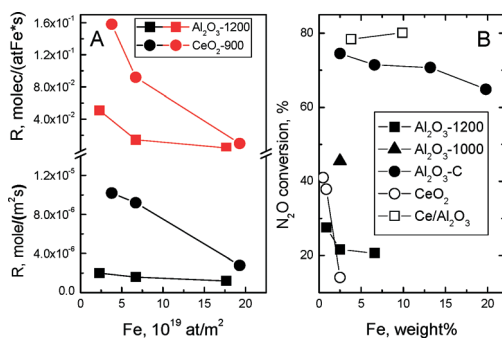 A
Al₂O₃-1200
CeO₂-900
R, molec/(atFe*s)
1.6x10⁻¹
1.2x10⁻¹
8.0x10⁻²
4.0x10⁻²
R, mole/(m²s)
1.2x10⁻⁵
8.0x10⁻⁶
4.0x10⁻⁶
0.0
0 5 10 15 20
Fe, 10¹⁹ at/m²
B
N₂O conversion, %
80
60
40
20
Al₂O₃-1200
Al₂O₃-1000
Al₂O₃-C
CeO₂
Ce/Al₂O₃
0 5 10 15 20
Fe, weight%